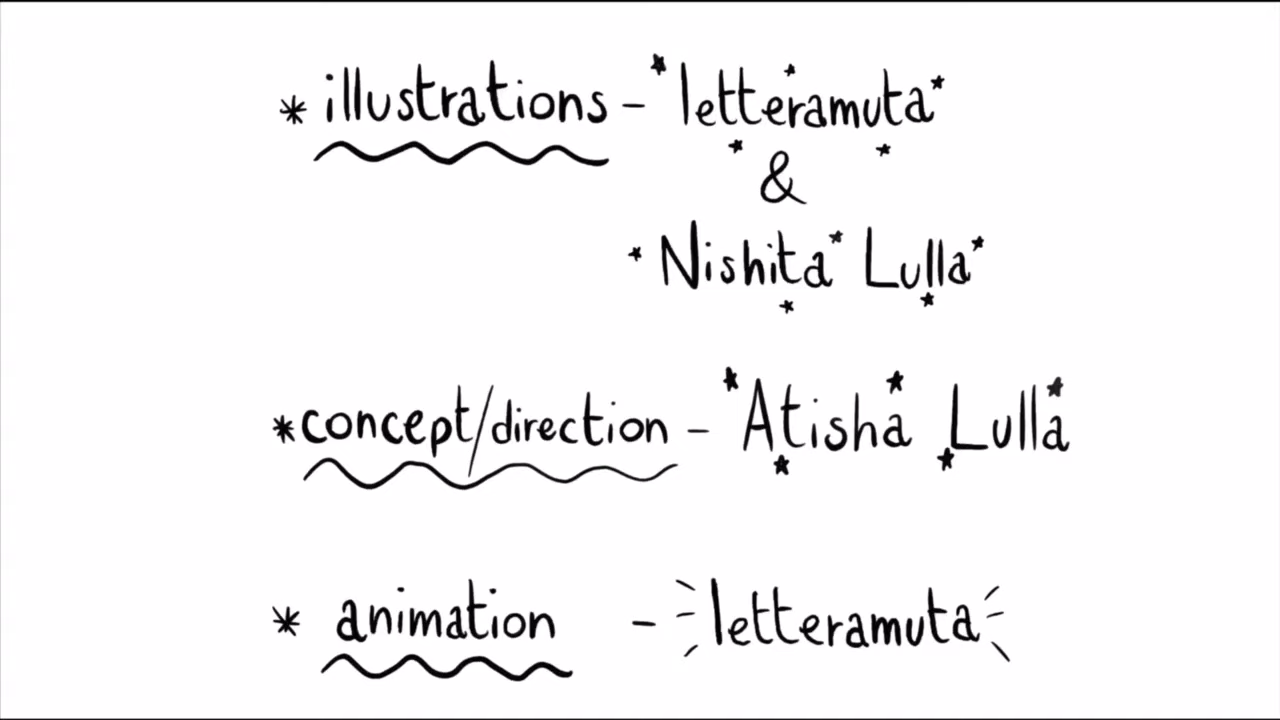 * illustrations - letteramuta
&
Nishita Lulla
* concept/direction - Atisha Lulla
* animation - letteramuta